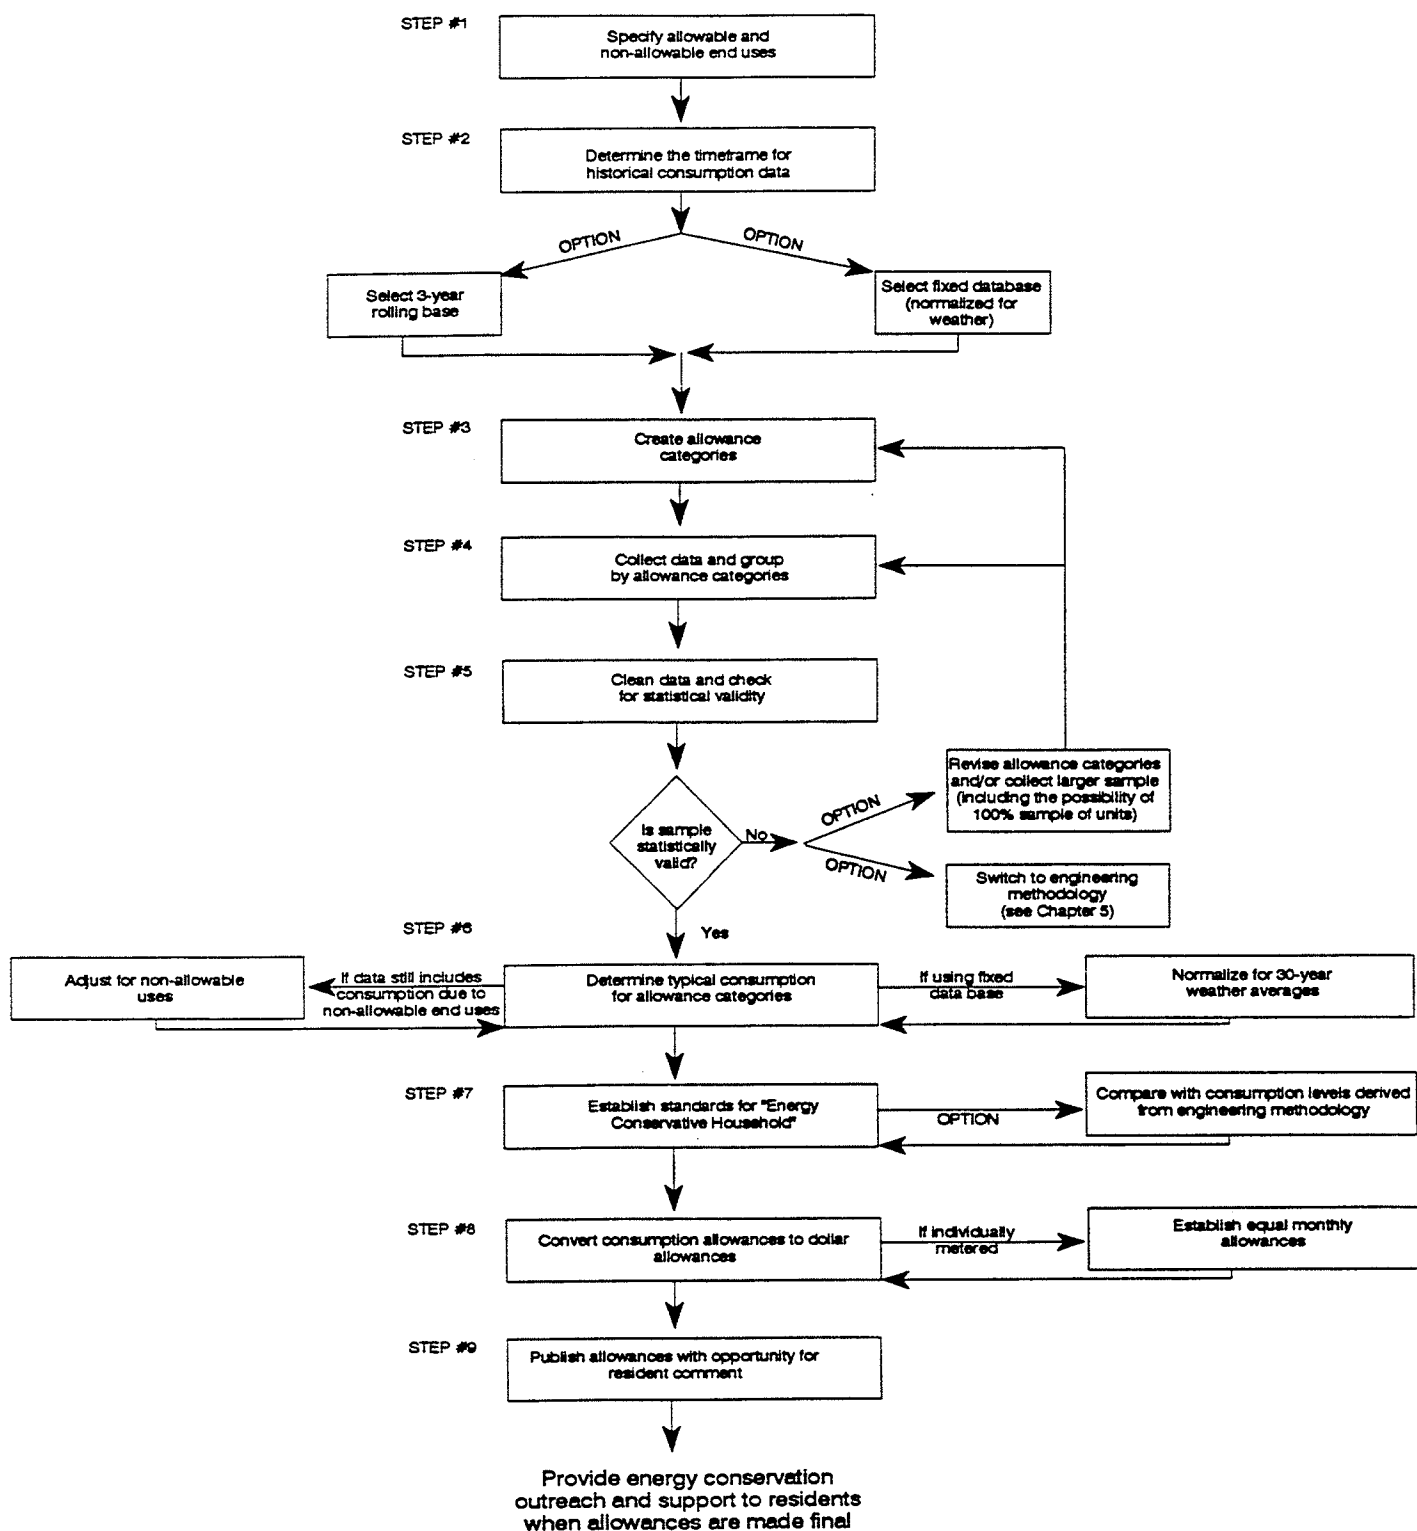 STEP #1
Specify allowable and
non-allowable end uses
STEP #2
Determine the timeframe for
historical consumption data
OPTION
OPTION
Select 3-year
rolling base
Select fixed database
(normalized for
weather)
STEP #3
Create allowance
categories
STEP #4
Collect data and group
by allowance categories
STEP #5
Clean data and check
for statistical validity
Is sample
statistically
valid?
No
OPTION
OPTION
Revise allowance categories
and/or collect larger sample
(including the possibility of
100% sample of units)
Switch to engineering
methodology
(see Chapter 5)
Yes
STEP #6
Adjust for non-allowable
uses
If data still includes
consumption due to
non-allowable end uses
Determine typical consumption
for allowance categories
If using fixed
data base
Normalize for 30-year
weather averages
STEP #7
Establish standards for "Energy
Conservative Household"
OPTION
Compare with consumption levels derived
from engineering methodology
STEP #8
Convert consumption allowances to dollar
allowances
If individually
metered
Establish equal monthly
allowances
STEP #9
Publish allowances with opportunity for
resident comment
Provide energy conservation
outreach and support to residents
when allowances are made final